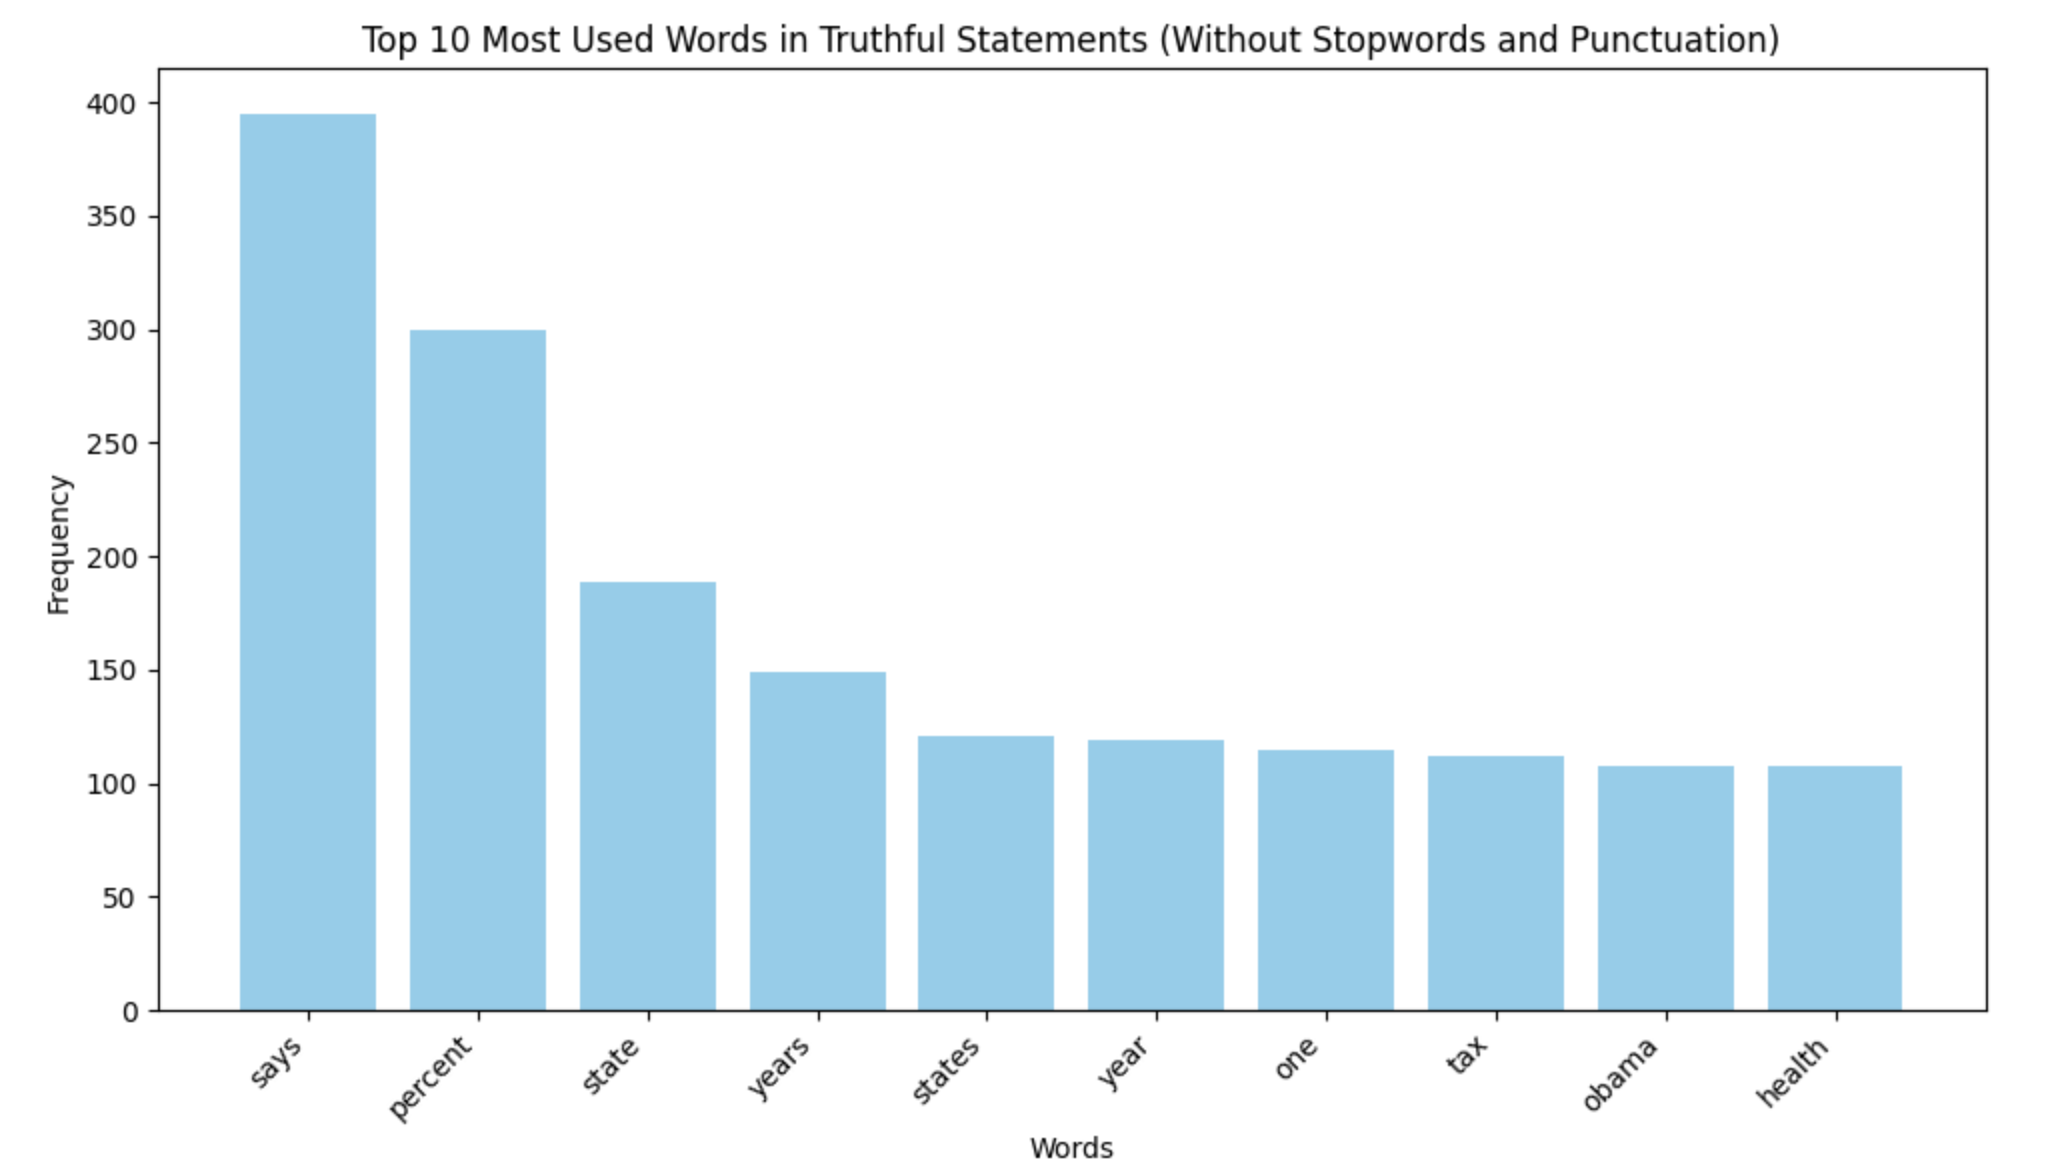 Top 10 Most Used Words in Truthful Statements (Without Stopwords and Punctuation)
400
350
300
250
200
150
100
50
0
Frequency
says
percent
state
years
states
year
one
tax
obama
health
Words